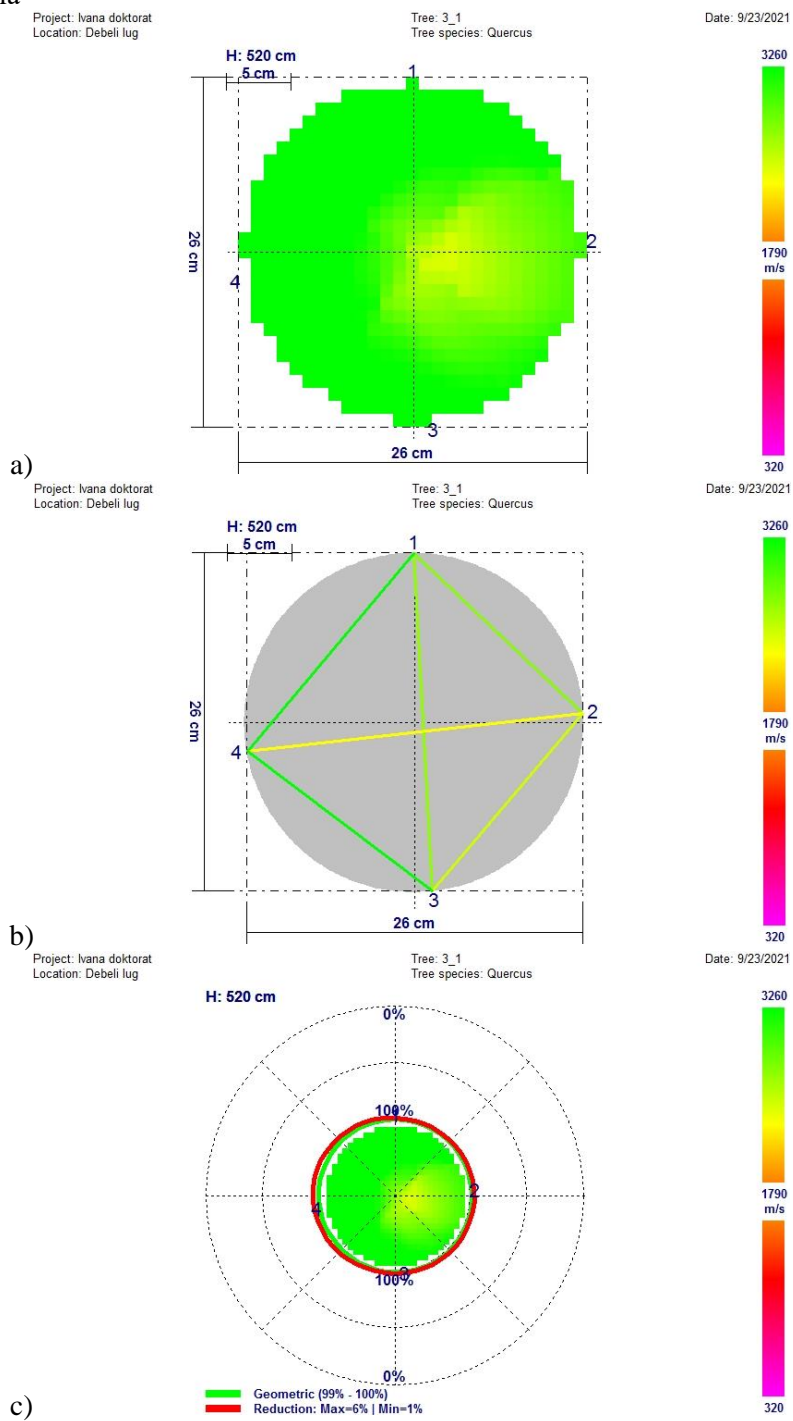 Project: Ivana doktorat Tree: 3_1 Date: 9/23/2021
Location: Debeli lug Tree species: Quercus
H: 520 cm
5 cm
1
2
3
4
26 cm
26 cm
3260
1790
m/s
320
a)
Project: Ivana doktorat Tree: 3_1 Date: 9/23/2021
Location: Debeli lug Tree species: Quercus
H: 520 cm
5 cm
1
2
3
4
26 cm
26 cm
3260
1790
m/s
320
b)
Project: Ivana doktorat Tree: 3_1 Date: 9/23/2021
Location: Debeli lug Tree species: Quercus
H: 520 cm
0%
100%
2
4
3
100%
0%
3260
1790
m/s
320
Geometric (99% - 100%)
Reduction: Max=6% | Min=1%
c)